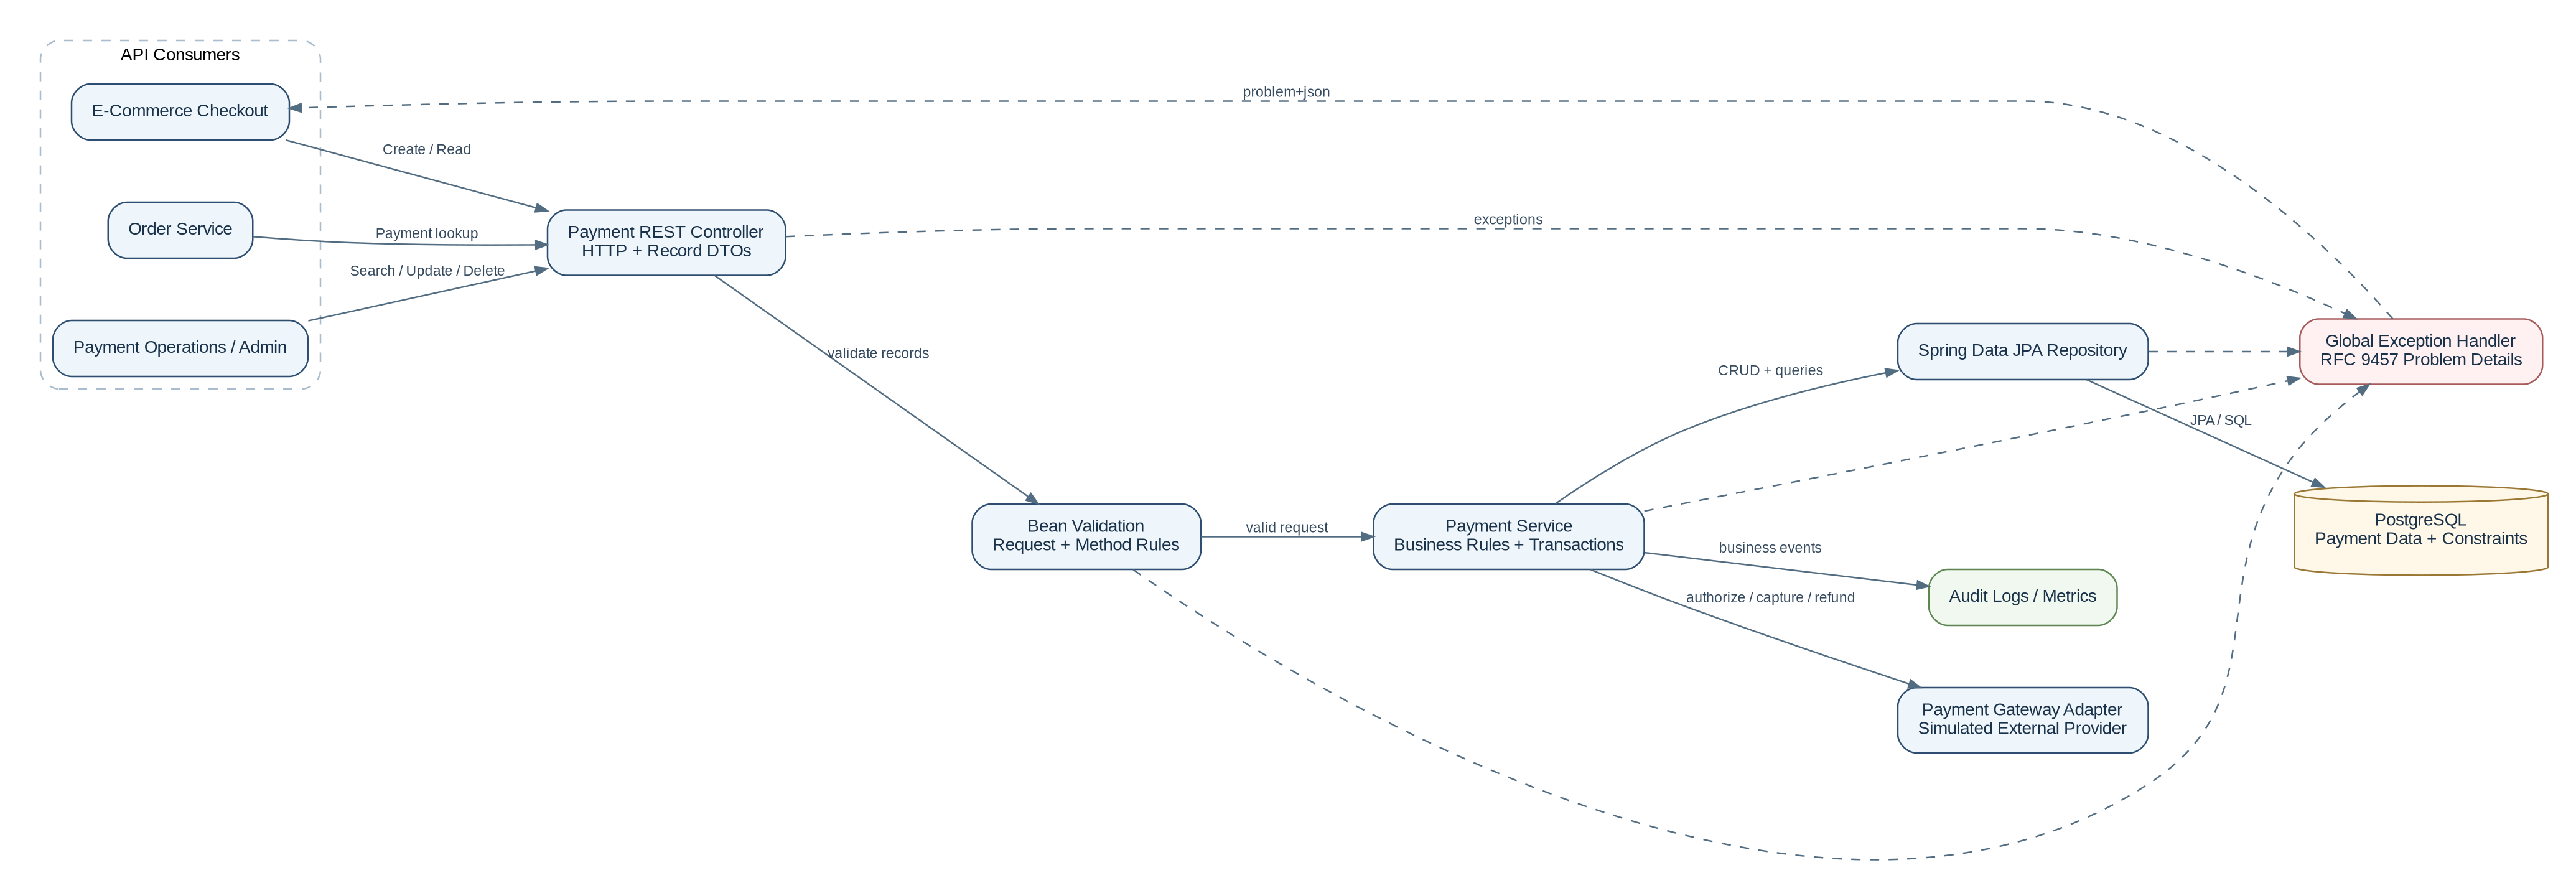 API Consumers
E-Commerce Checkout
Order Service
Payment Operations / Admin
problem+json
Create / Read
Payment lookup
Search / Update / Delete
exceptions
Payment REST Controller
HTTP + Record DTOs
validate records
Bean Validation
Request + Method Rules
valid request
Payment Service
Business Rules + Transactions
CRUD + queries
business events
authorize / capture / refund
Spring Data JPA Repository
JPA / SQL
Audit Logs / Metrics
Payment Gateway Adapter
Simulated External Provider
Global Exception Handler
RFC 9457 Problem Details
PostgreSQL
Payment Data + Constraints